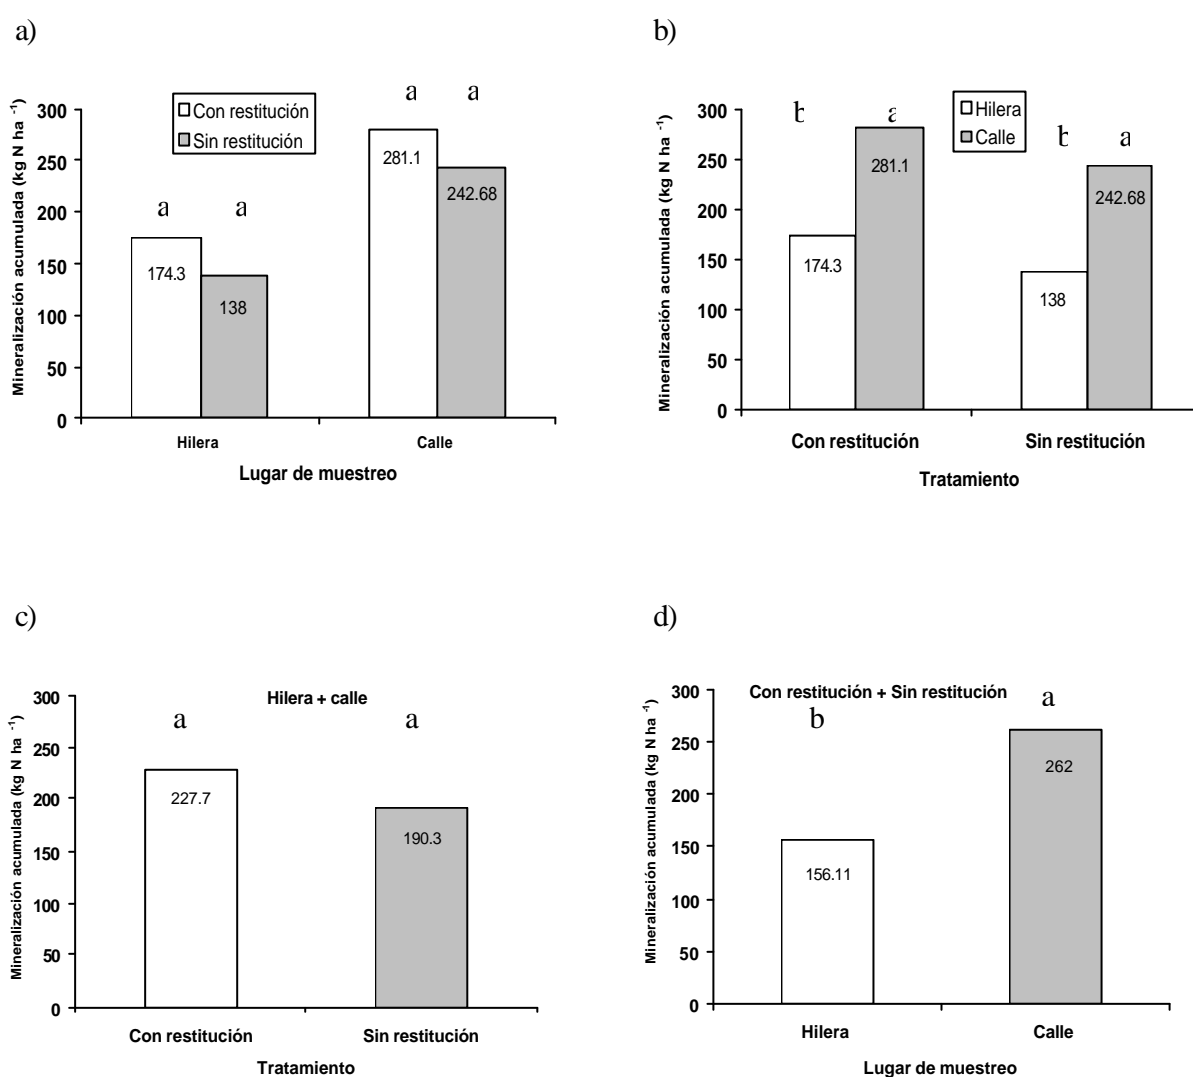 a)
Mineralización acumulada (kg N ha ⁻¹)
300
250
200
150
100
50
0
Con restitución
Sin restitución
a a
a a
174.3
138
281.1
242.68
Hilera Calle
Lugar de muestreo
b)
Mineralización acumulada (kg N ha ⁻¹)
300
250
200
150
100
50
0
Hilera
Calle
b a
b a
174.3
281.1
138
242.68
Con restitución Sin restitución
Tratamiento
c)
Mineralización acumulada (kg N ha ⁻¹)
300
250
200
150
100
50
0
Hilera + calle
a a
227.7
190.3
Con restitución Sin restitución
Tratamiento
d)
Mineralización acumulada (kg N ha ⁻¹)
300
250
200
150
100
50
0
Con restitución + Sin restitución
b a
156.11
262
Hilera Calle
Lugar de muestreo